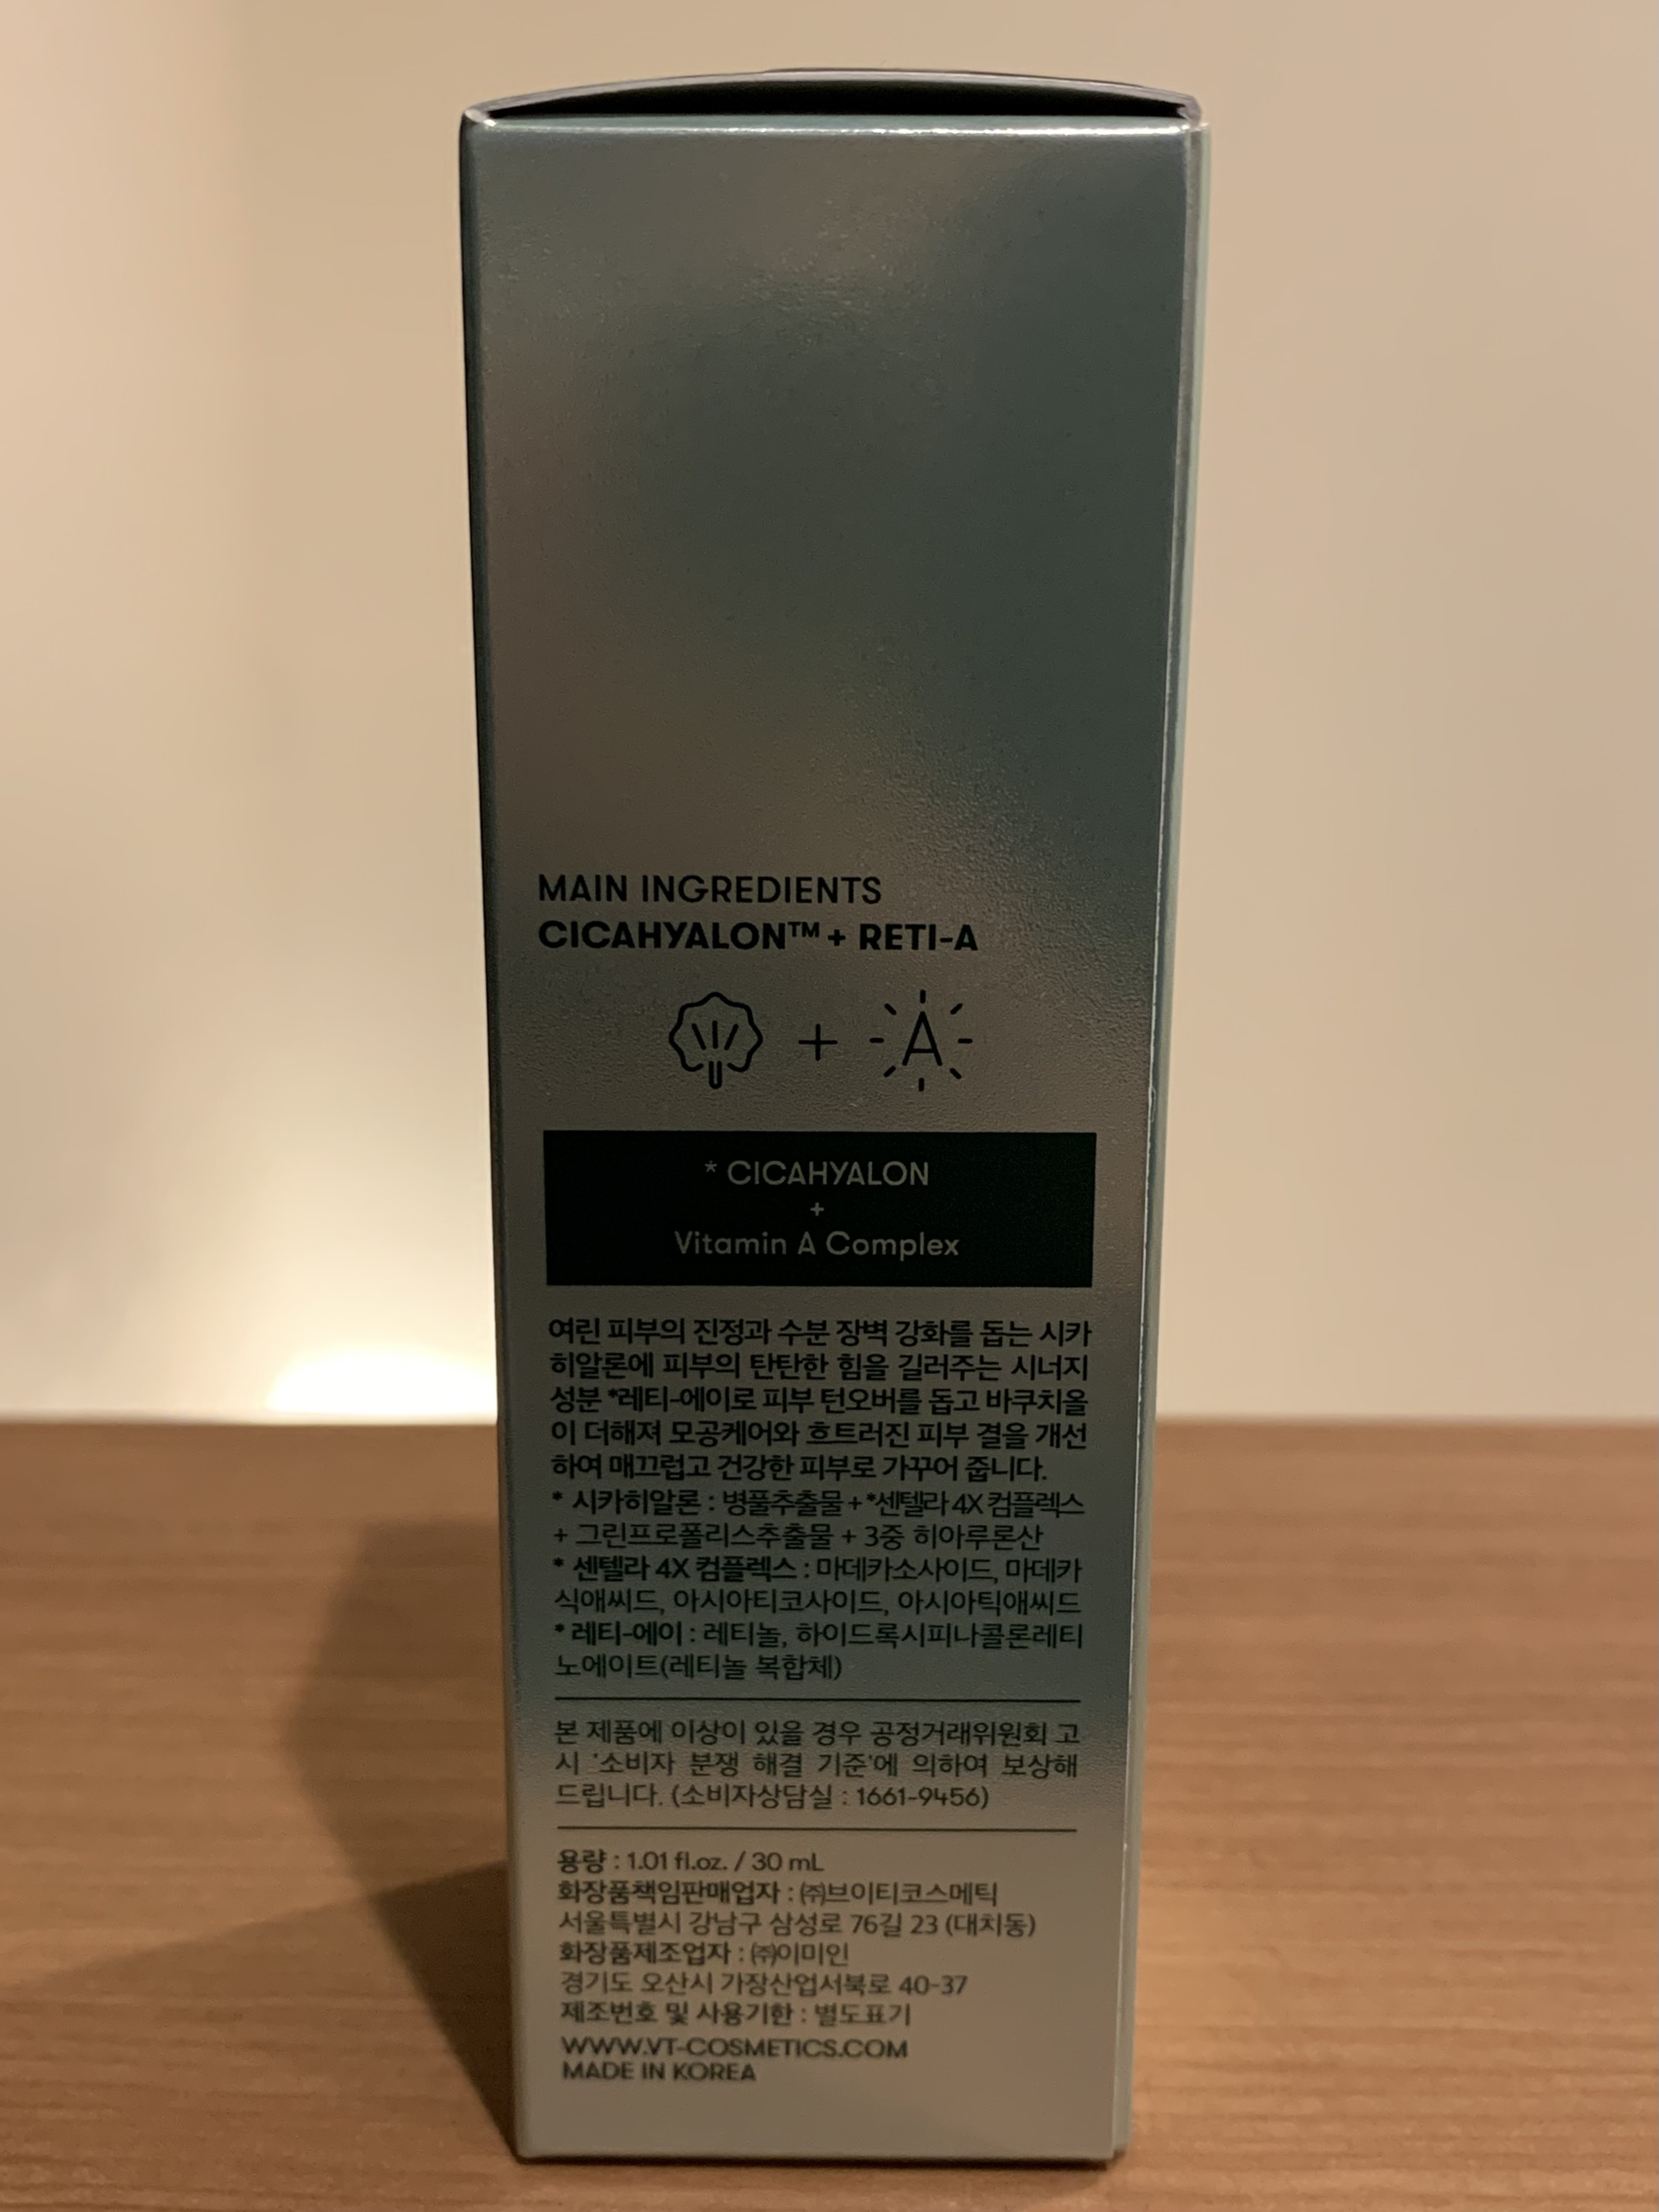 MAIN INGREDIENTS
CICAHYALON™ + RETI-A
+ A
* CICAHYALON
+
Vitamin A Complex
여린 피부의 진정과 수분 장벽 강화를 돕는 시카
히알론에 피부의 탄탄한 힘을 길러주는 시너지
성분 *레티-에이로 피부 턴오버를 돕고 바쿠치올
이 더해져 모공케어와 흐트러진 피부 결을 개선
하여 매끄럽고 건강한 피부로 가꾸어 줍니다.
* 시카히알론 : 병풀추출물 + *센텔라 4X 컴플렉스
+ 그린프로폴리스추출물 + 3중 히아루론산
* 센텔라 4X 컴플렉스 : 마데카소사이드, 마데카
식애씨드, 아시아티코사이드, 아시아틱애씨드
* 레티-에이 : 레티놀, 하이드록시피나콜론레티
노에이트(레티놀 복합체)
본 제품에 이상이 있을 경우 공정거래위원회 고
시 '소비자 분쟁 해결 기준'에 의하여 보상해
드립니다. (소비자상담실 : 1661-9456)
용량 : 1.01 fl.oz. / 30 mL
화장품책임판매업자 : ㈜브이티코스메틱
서울특별시 강남구 삼성로 76길 23 (대치동)
화장품제조업자 : ㈜이미인
경기도 오산시 가장산업서북로 40-37
제조번호 및 사용기한 : 별도표기
WWW.VT-COSMETICS.COM
MADE IN KOREA